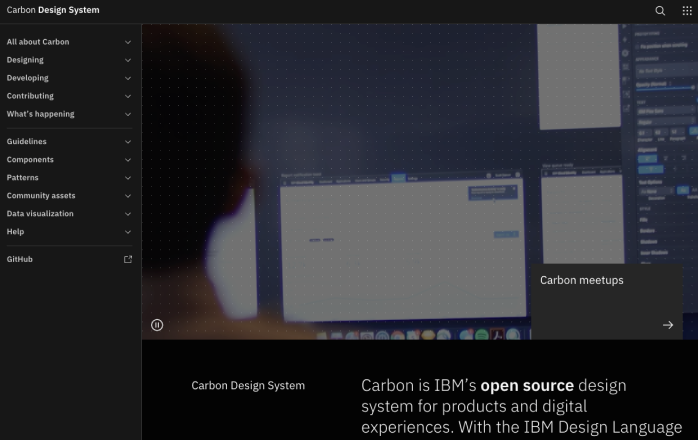 Carbon Design System
All about Carbon
Designing
Developing
Contributing
What's happening
Guidelines
Components
Patterns
Community assets
Data visualization
Help
GitHub
Alignment
Carbon meetups
Carbon Design System
Carbon is IBM's open source design
system for products and digital
experiences. With the IBM Design Language